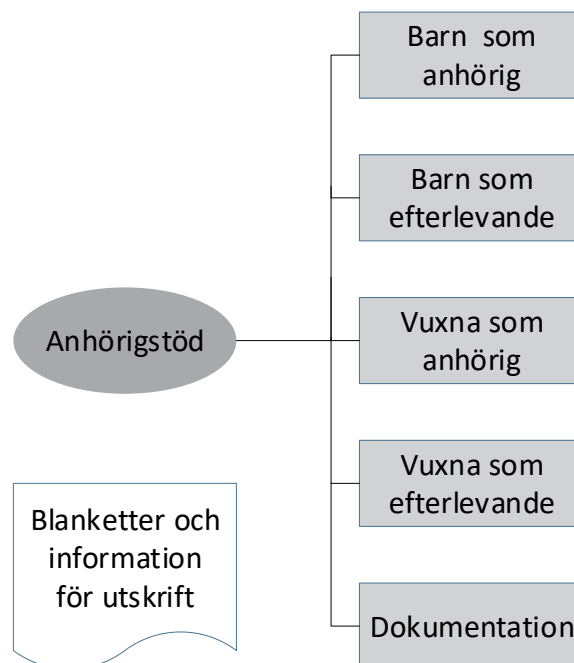 Barn som
anhörig
Barn som
efterlevande
Anhörigstöd
Vuxna som
anhörig
Vuxna som
efterlevande
Blanketter och
information
för utskrift
Dokumentation